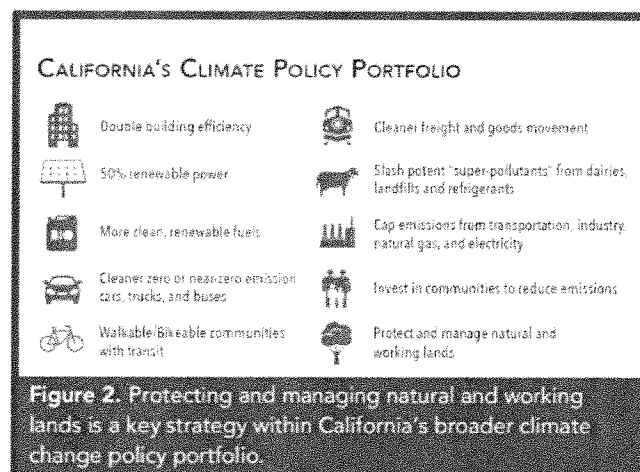 CALIFORNIA'S CLIMATE POLICY PORTFOLIO
Double building efficiency
50% renewable power
More clean, renewable fuels
Cleaner zero or near-zero emission
cars, trucks, and buses
Walkable/Bikeable communities
with transit
Cleaner freight and goods movement
Slash potent "super-pollutants" from dairies,
landfills and refrigerants
Cap emissions from transportation, industry,
natural gas, and electricity
Invest in communities to reduce emissions
Protect and manage natural and
working lands
Figure 2. Protecting and managing natural and working
lands is a key strategy within California's broader climate
change policy portfolio.